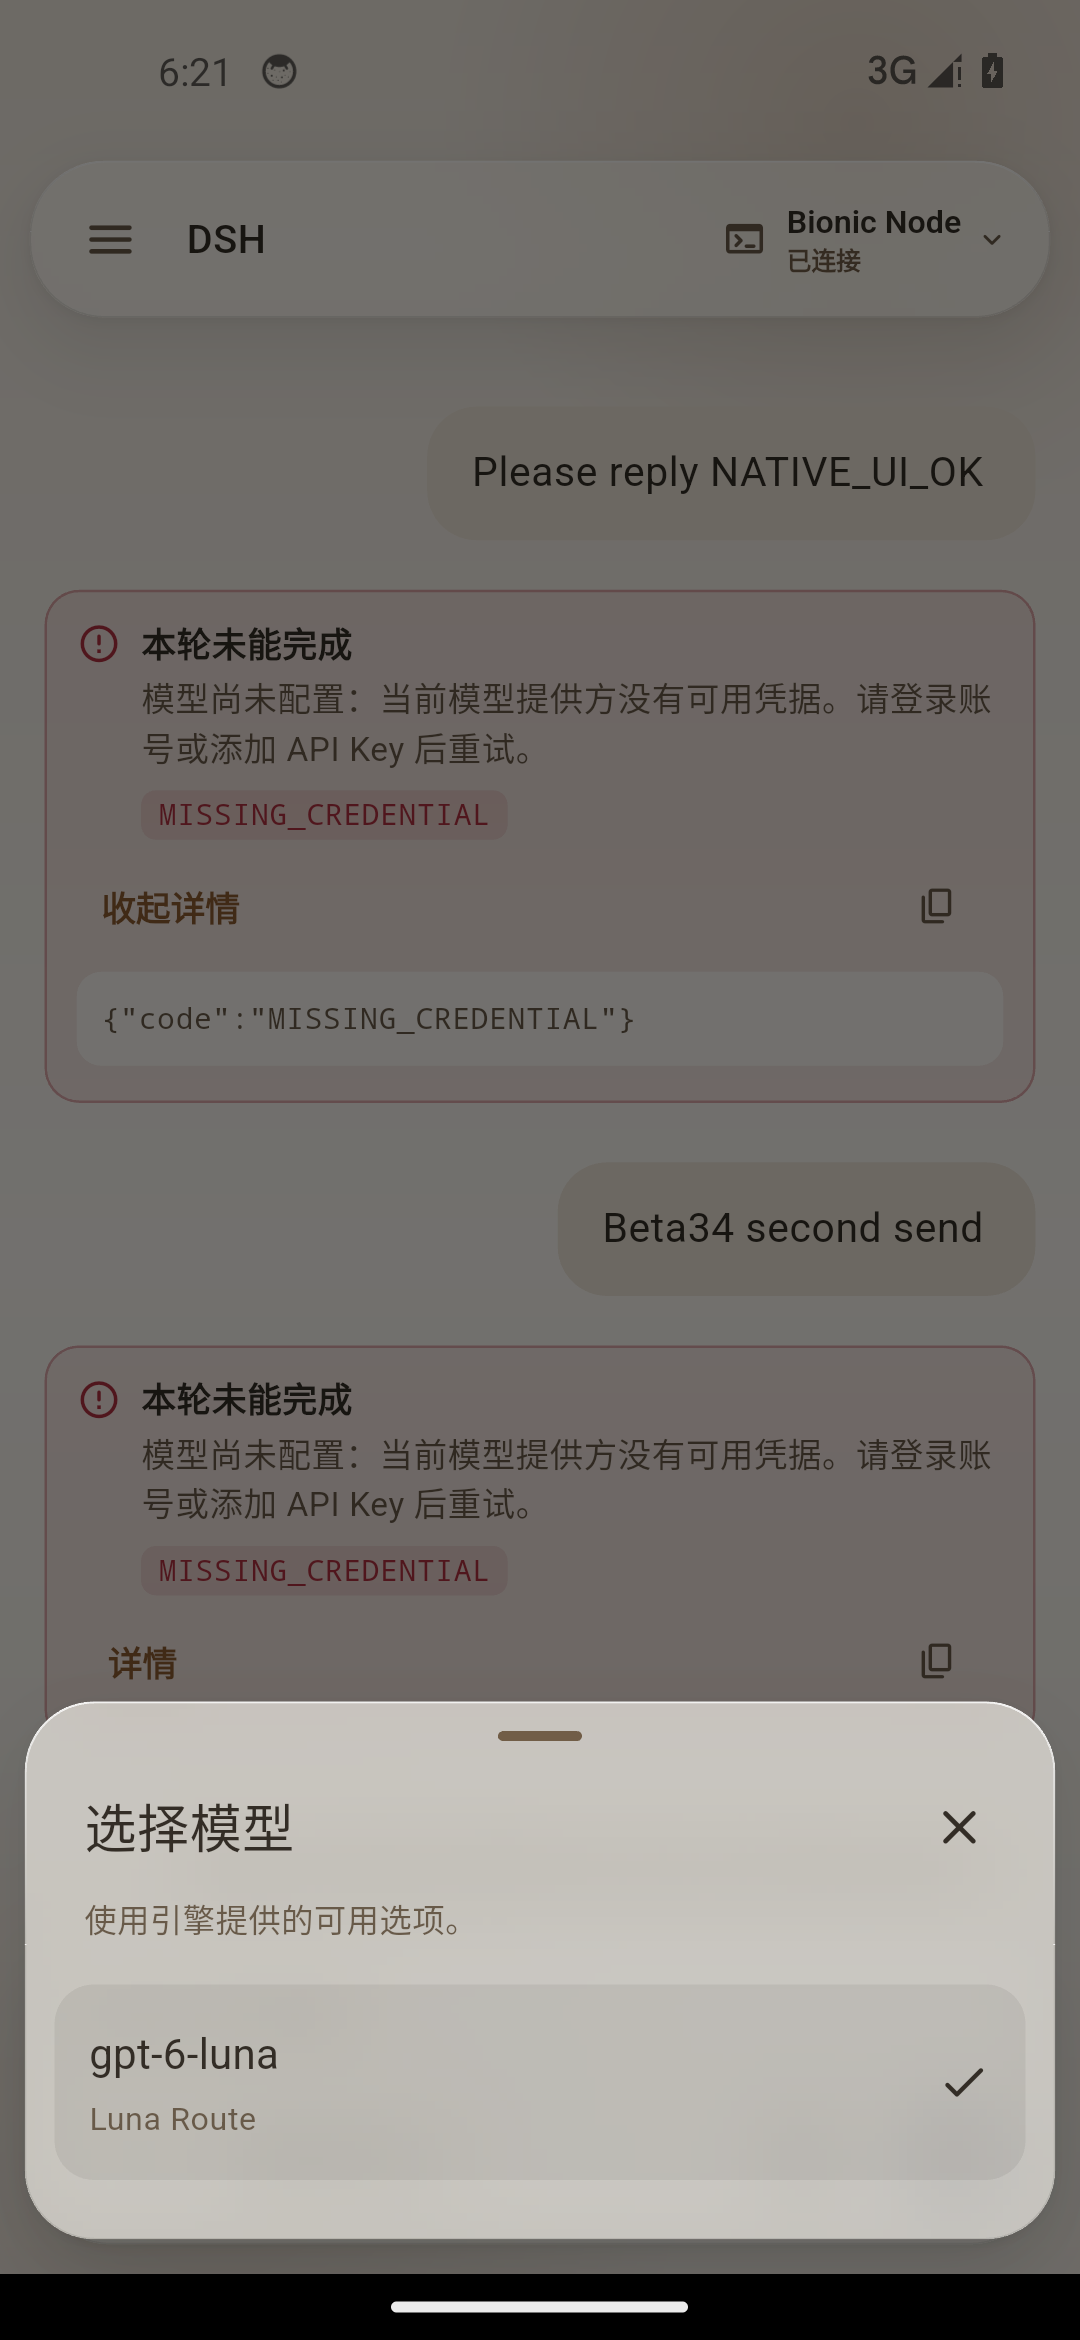 6:21
3G
DSH
Bionic Node
已连接
Please reply NATIVE_UI_OK
本轮未能完成
模型尚未配置：当前模型提供方没有可用凭据。请登录账
号或添加 API Key 后重试。
MISSING_CREDENTIAL
收起详情
{"code":"MISSING_CREDENTIAL"}
Beta34 second send
本轮未能完成
模型尚未配置：当前模型提供方没有可用凭据。请登录账
号或添加 API Key 后重试。
MISSING_CREDENTIAL
详情
选择模型
使用引擎提供的可用选项。
gpt-6-luna
Luna Route